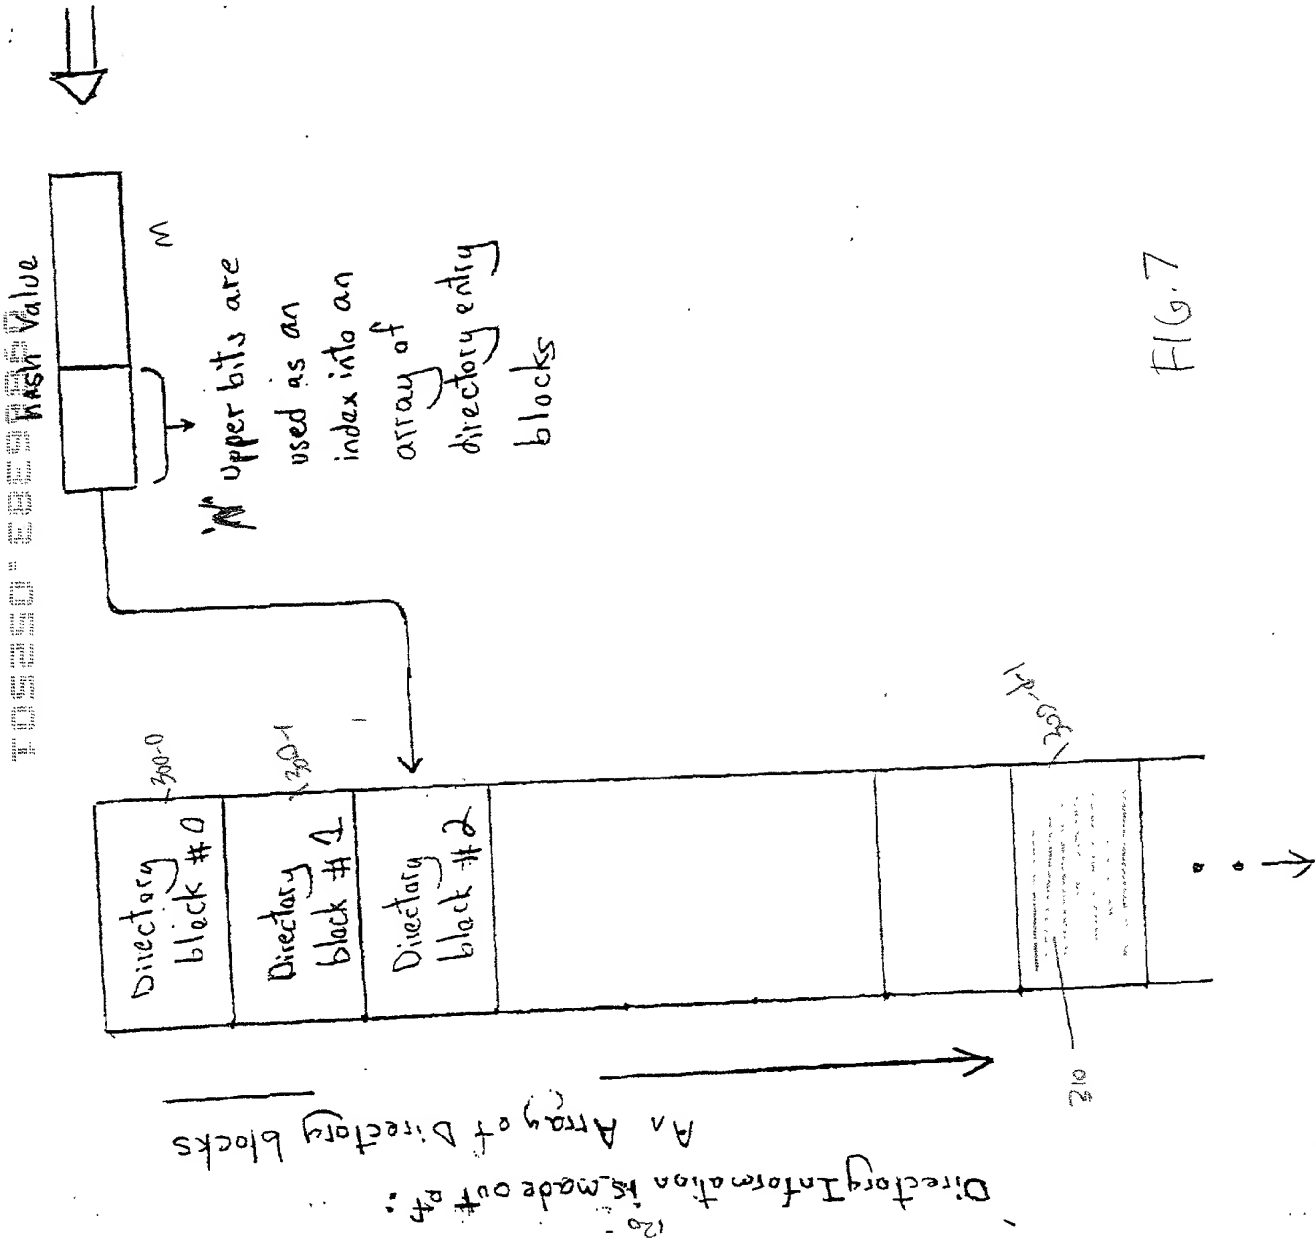 Hash Value
M
"N" Upper bits are
used as an
index into an
array of
directory entry
blocks
Directory
block #0
300-0
Directory
block #1
300-1
Directory
block #2
310
Directory Information is made out of:
120
An Array of Directory blocks
FIG. 7